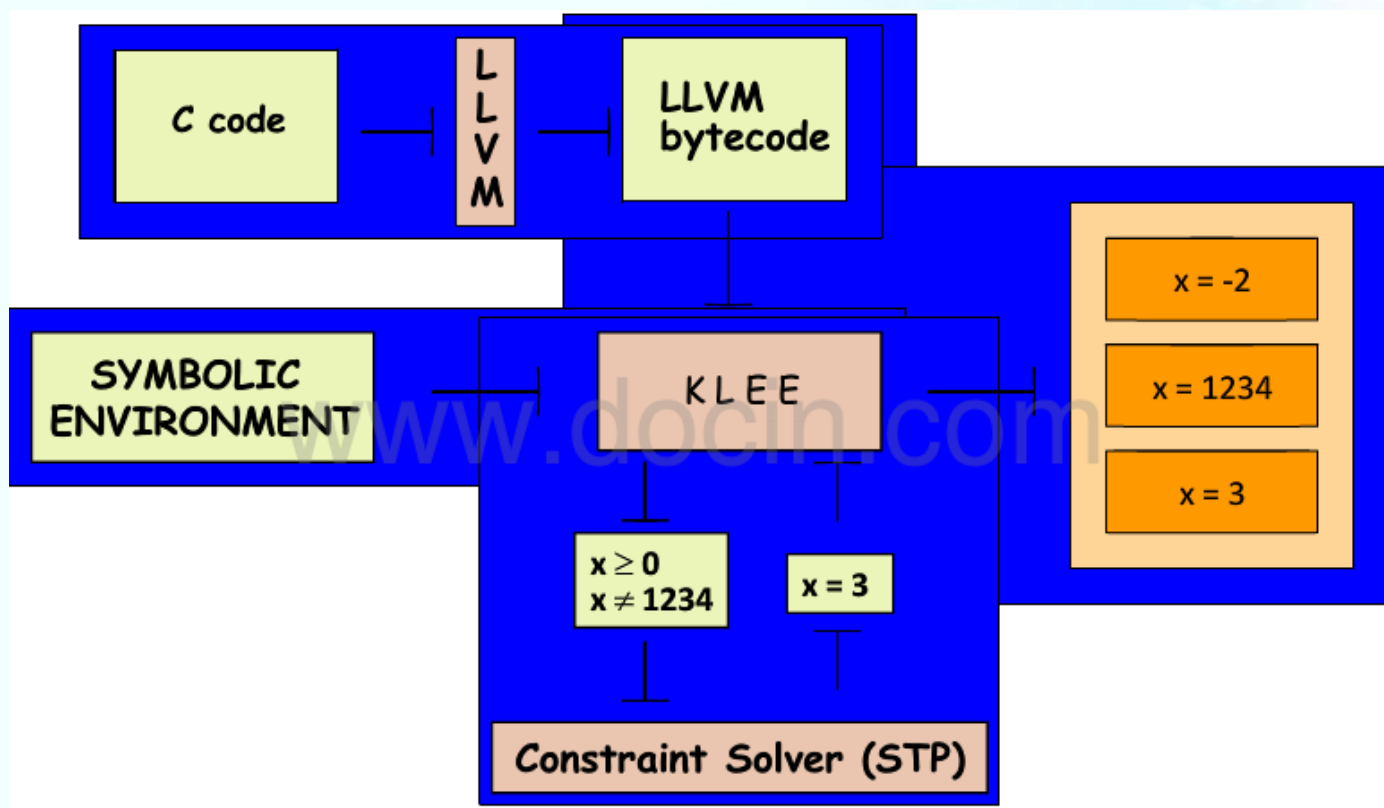 C code
L
L
V
M
LLVM
bytecode
x = -2
x = 1234
x = 3
SYMBOLIC
ENVIRONMENT
KLEE
www.docin.com
x ≥ 0
x ≠ 1234
x = 3
Constraint Solver (STP)